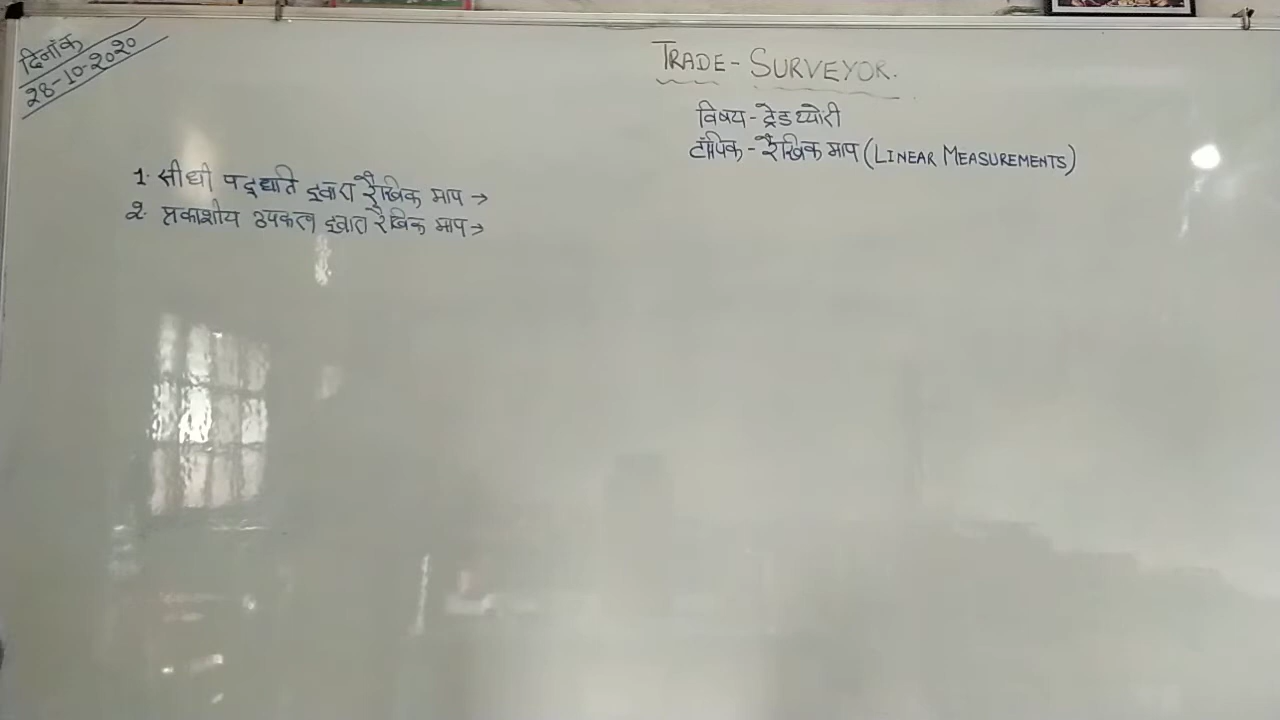 दिनांक
28-10-2020
TRADE - SURVEYOR.
विषय - ट्रेड थ्योरी
टॉपिक - रैखिक माप (LINEAR MEASUREMENTS)
1. सीधी पद्धति द्वारा रैखिक माप →
2. प्रकाशीय उपकरण द्वारा रैखिक माप →